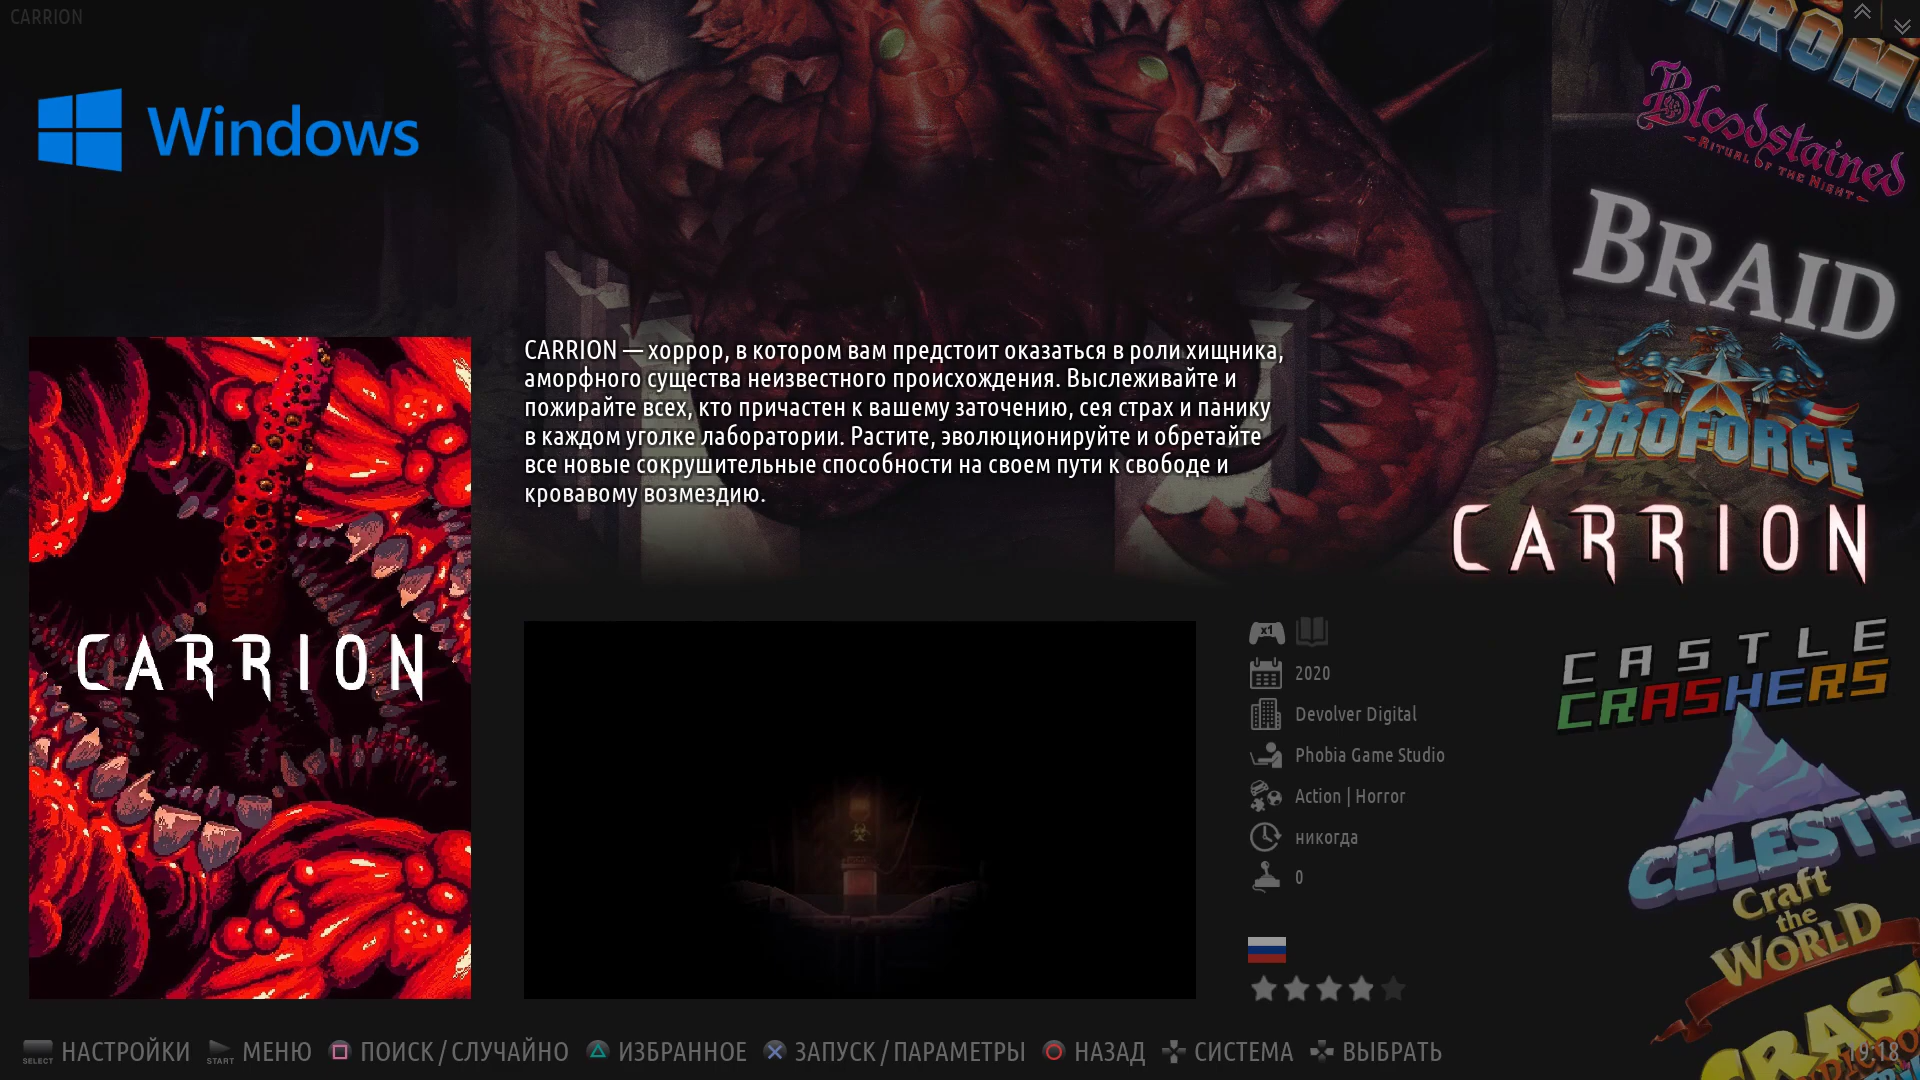 CARRION
Windows
Bloodstained
RITUAL OF THE NIGHT
BRAID
BROFORCE
CARRION
CASTLE
CRASHERS
CELESTE
Craft
the
WORLD
CARRION
CARRION — хоррор, в котором вам предстоит оказаться в роли хищника,
аморфного существа неизвестного происхождения. Выслеживайте и
пожирайте всех, кто причастен к вашему заточению, сея страх и панику
в каждом уголке лаборатории. Растите, эволюционируйте и обретайте
все новые сокрушительные способности на своем пути к свободе и
кровавому возмездию.
x1
2020
Devolver Digital
Phobia Game Studio
Action | Horror
никогда
0
SELECT НАСТРОЙКИ START МЕНЮ ПОИСК / СЛУЧАЙНО ИЗБРАННОЕ ЗАПУСК / ПАРАМЕТРЫ НАЗАД СИСТЕМА ВЫБРАТЬ
19:18